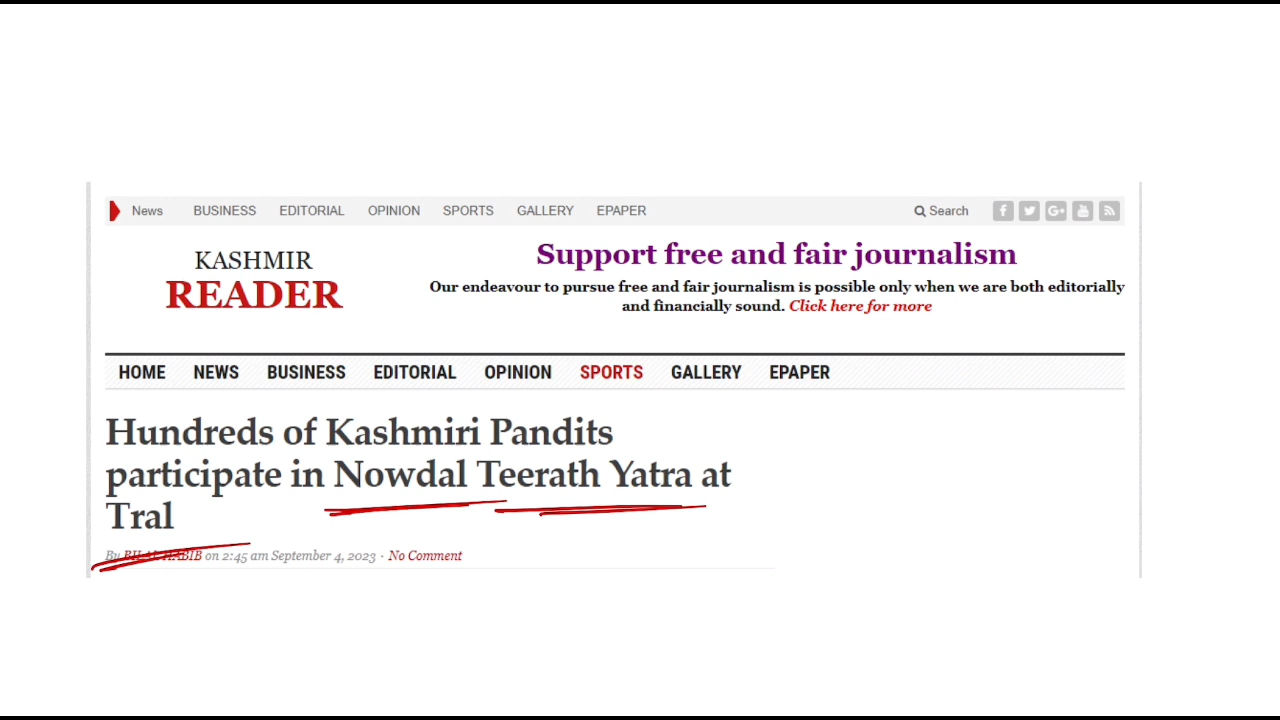 News BUSINESS EDITORIAL OPINION SPORTS GALLERY EPAPER Search
KASHMIR
READER
Support free and fair journalism
Our endeavour to pursue free and fair journalism is possible only when we are both editorially
and financially sound. Click here for more
HOME NEWS BUSINESS EDITORIAL OPINION SPORTS GALLERY EPAPER
Hundreds of Kashmiri Pandits
participate in Nowdal Teerath Yatra at
Tral
By BILAL HABIB on 2:45 am September 4, 2023 · No Comment